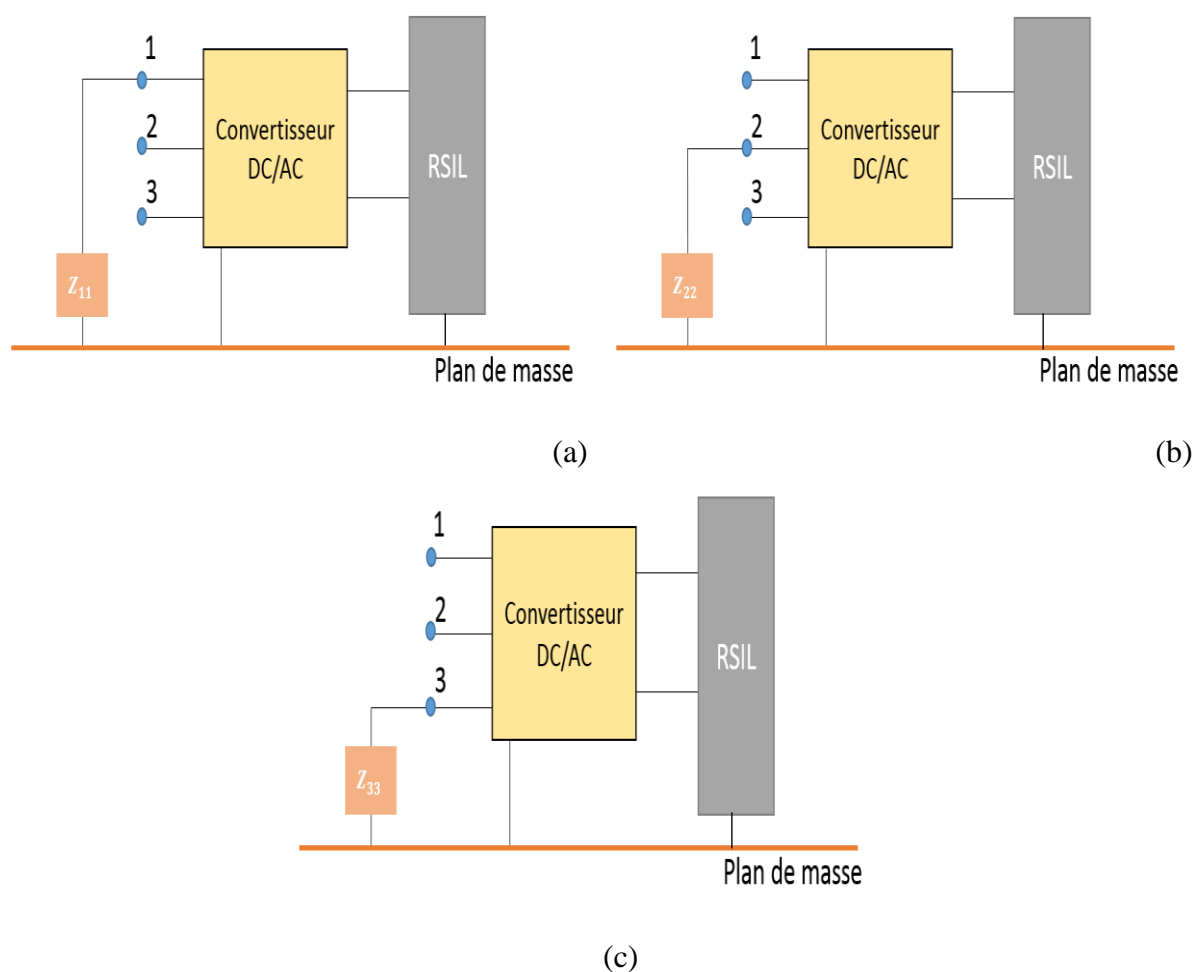 1
2
3
Convertisseur
DC/AC
RSIL
Z11
Plan de masse
(a)
1
2
3
Convertisseur
DC/AC
RSIL
Z22
Plan de masse
(b)
1
2
3
Convertisseur
DC/AC
RSIL
Z33
Plan de masse
(c)